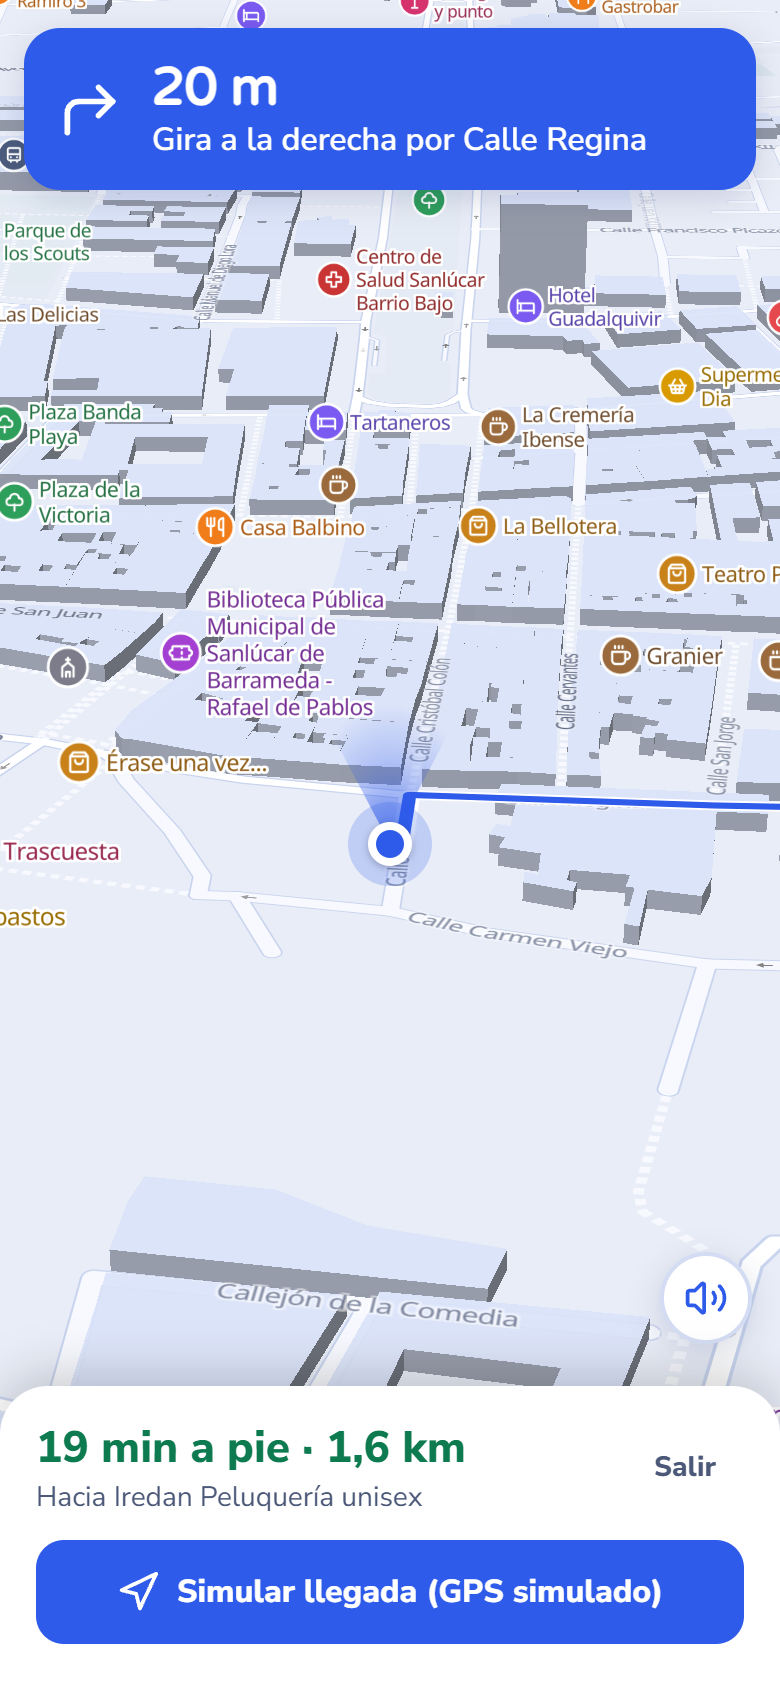 Ramiro 3
y punto
Gastrobar
20 m
Gira a la derecha por Calle Regina
Parque de
los Scouts
Centro de
Salud Sanlúcar
Barrio Bajo
Hotel
Guadalquivir
Las Delicias
Superme
Dia
Plaza Banda
Playa
Tartaneros
La Cremería
Ibense
Plaza de la
Victoria
Casa Balbino
La Bellotera
Teatro P
e San Juan
Biblioteca Pública
Municipal de
Sanlúcar de
Barrameda -
Rafael de Pablos
Granier
Calle Cristóbal Colón
Calle Cervantes
Calle San Jorge
Érase una vez...
Trascuesta
Calle
bastos
Calle Carmen Viejo
Callejón de la Comedia
19 min a pie · 1,6 km
Hacia Iredan Peluquería unisex
Salir
Simular llegada (GPS simulado)